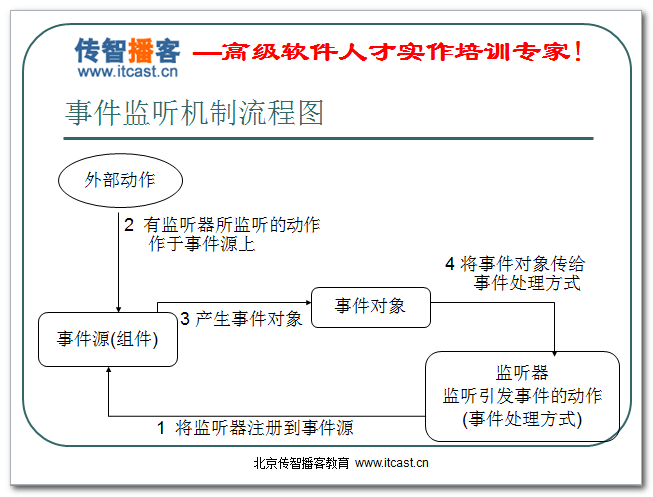 传智播客
www.itcast.cn
—高级软件人才实作培训专家!
事件监听机制流程图
外部动作
2 有监听器所监听的动作
作于事件源上
4 将事件对象传给
事件处理方式
事件对象
3 产生事件对象
事件源(组件)
监听器
监听引发事件的动作
(事件处理方式)
1 将监听器注册到事件源
北京传智播客教育 www.itcast.cn